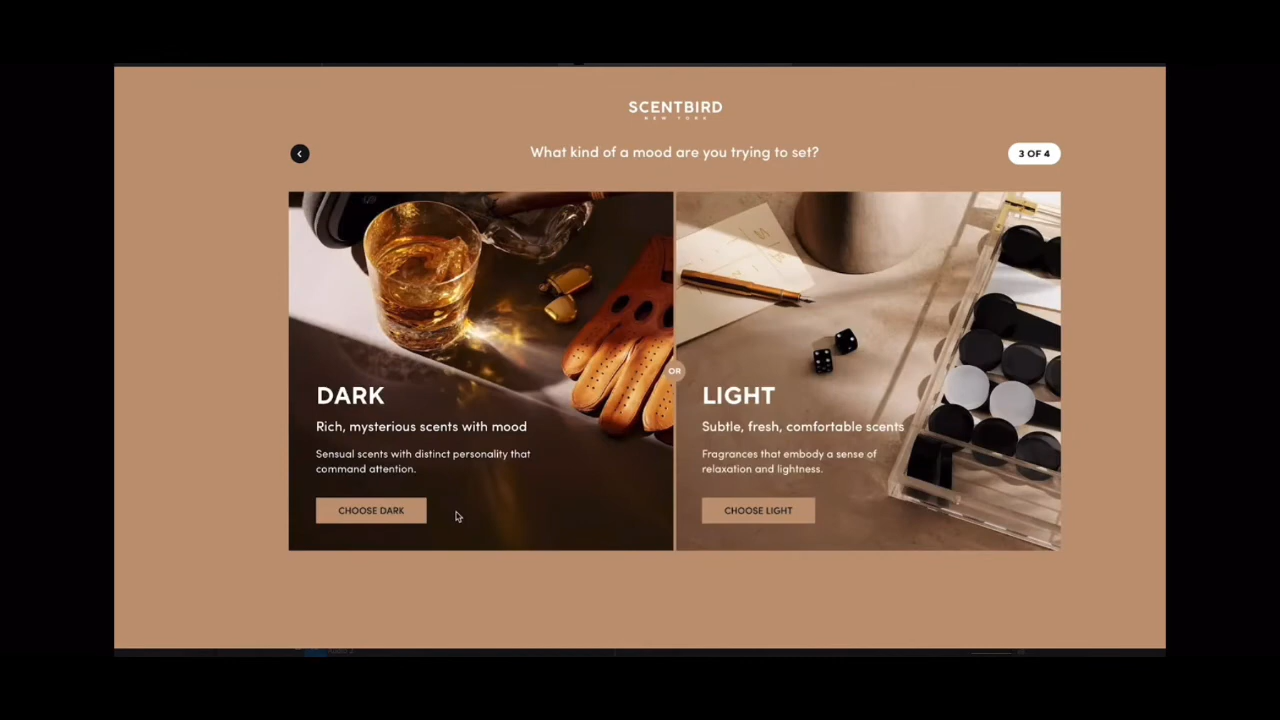 SCENTBIRD
NEW YORK
What kind of a mood are you trying to set?
3 OF 4
DARK
Rich, mysterious scents with mood
Sensual scents with distinct personality that
command attention.
CHOOSE DARK
OR
LIGHT
Subtle, fresh, comfortable scents
Fragrances that embody a sense of
relaxation and lightness.
CHOOSE LIGHT